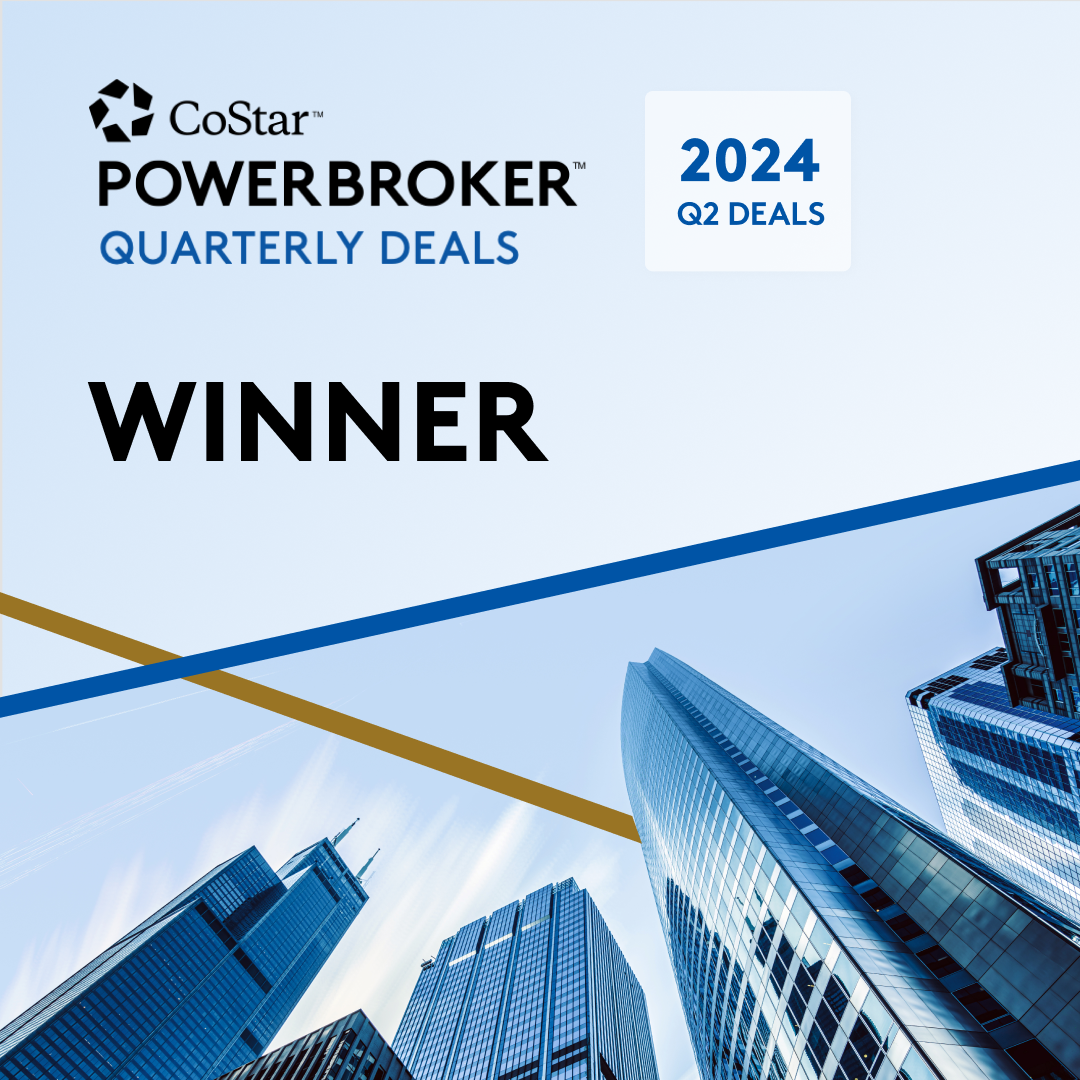 CoStar™
POWERBROKER™
QUARTERLY DEALS
2024
Q2 DEALS
WINNER